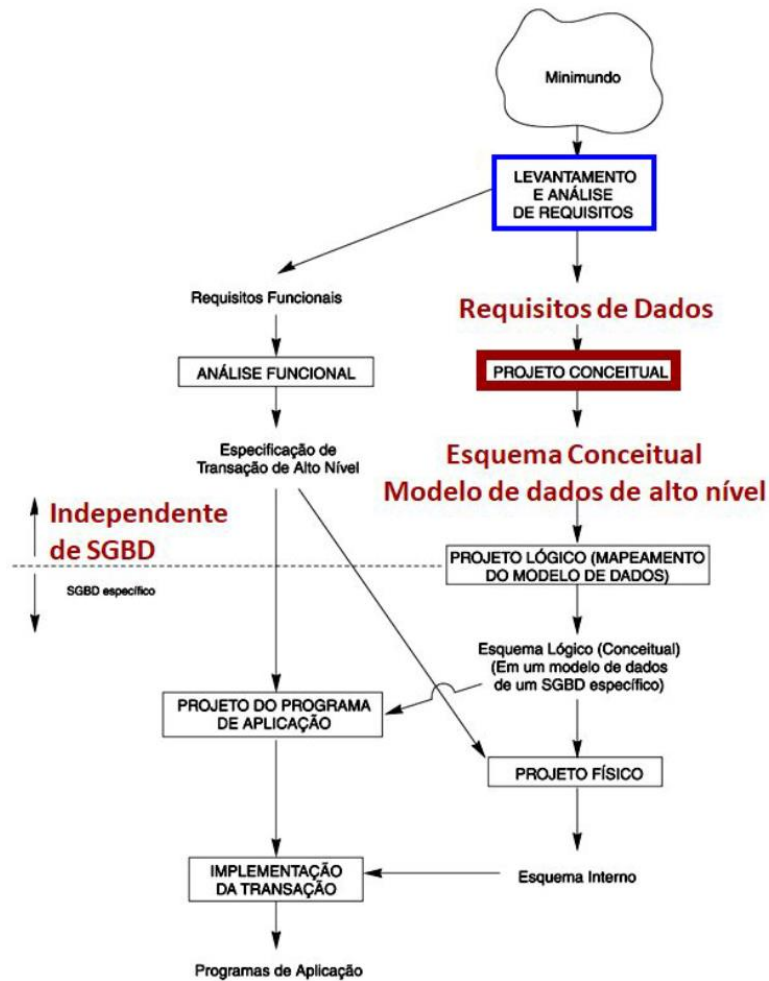 Minimundo
LEVANTAMENTO
E ANÁLISE
DE REQUISITOS
Requisitos Funcionais
Requisitos de Dados
ANÁLISE FUNCIONAL
PROJETO CONCEITUAL
Especificação de
Transação de Alto Nível
Esquema Conceitual
Modelo de dados de alto nível
Independente
de SGBD
SGBD específico
PROJETO LÓGICO (MAPEAMENTO
DO MODELO DE DADOS)
Esquema Lógico (Conceitual)
(Em um modelo de dados
de um SGBD específico)
PROJETO DO PROGRAMA
DE APLICAÇÃO
PROJETO FÍSICO
IMPLEMENTAÇÃO
DA TRANSAÇÃO
Esquema Interno
Programas de Aplicação